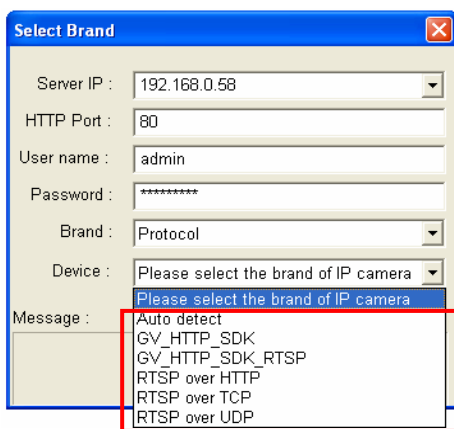 Select Brand
Server IP : 192.168.0.58
HTTP Port : 80
User name : admin
Password : *********
Brand : Protocol
Device : Please select the brand of IP camera
Please select the brand of IP camera
Message : Auto detect
GV_HTTP_SDK
GV_HTTP_SDK_RTSP
RTSP over HTTP
RTSP over TCP
RTSP over UDP